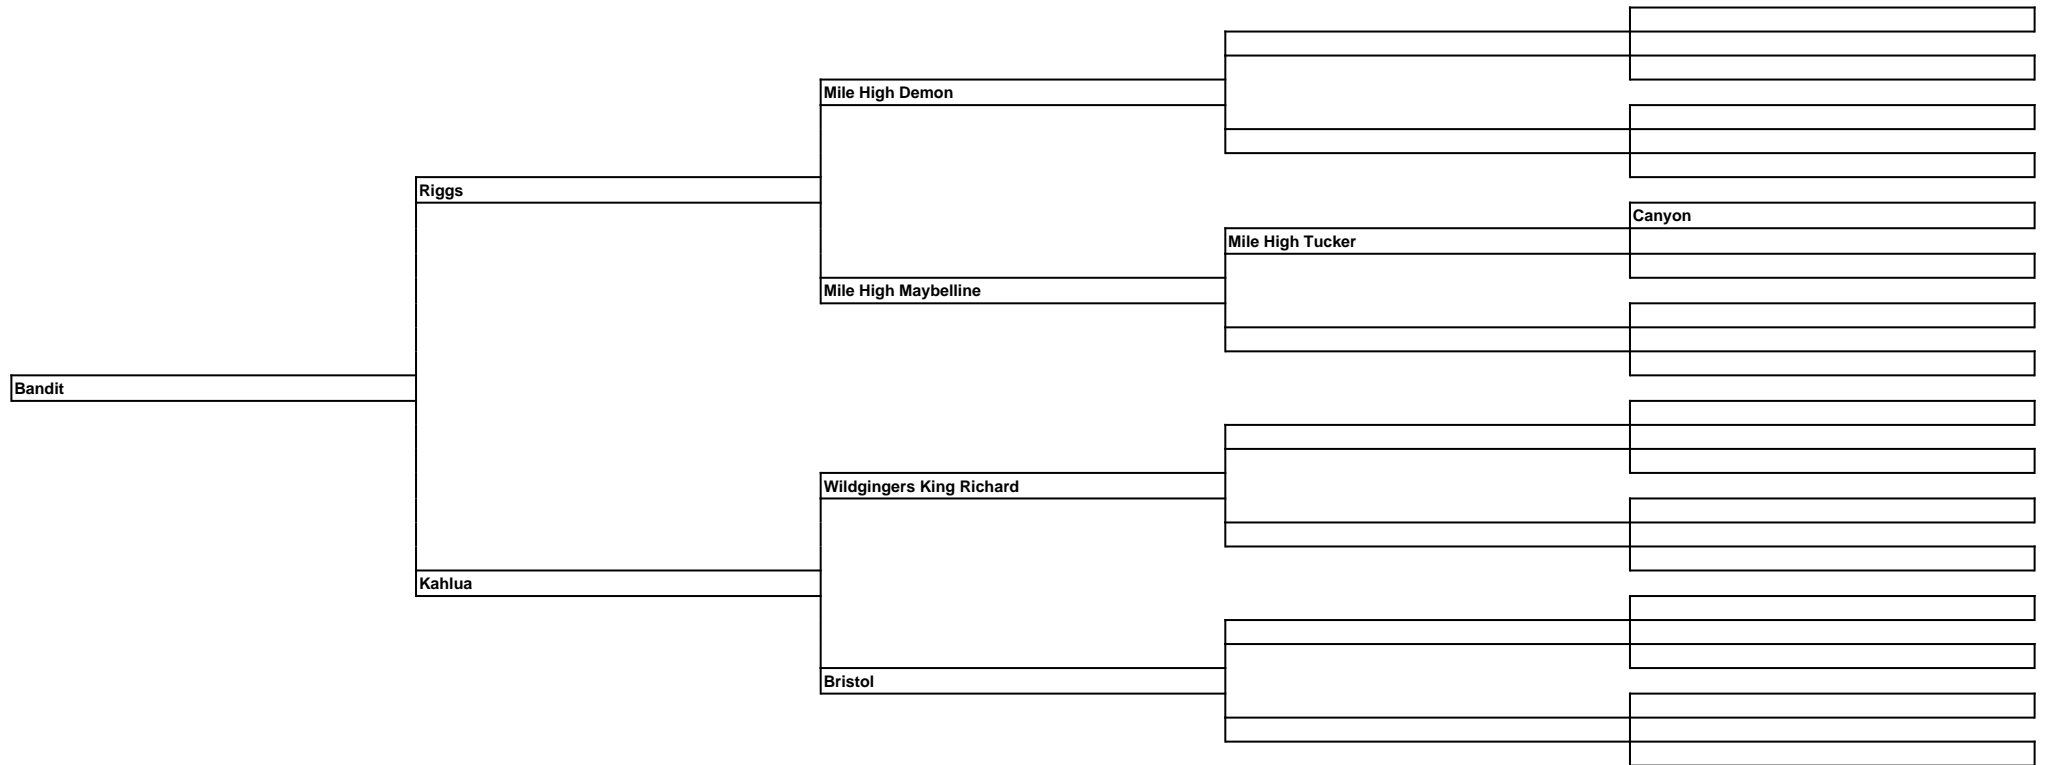 Mile High Demon
Riggs
Canyon
Mile High Tucker
Mile High Maybelline
Bandit
Wildgingers King Richard
Kahlua
Bristol